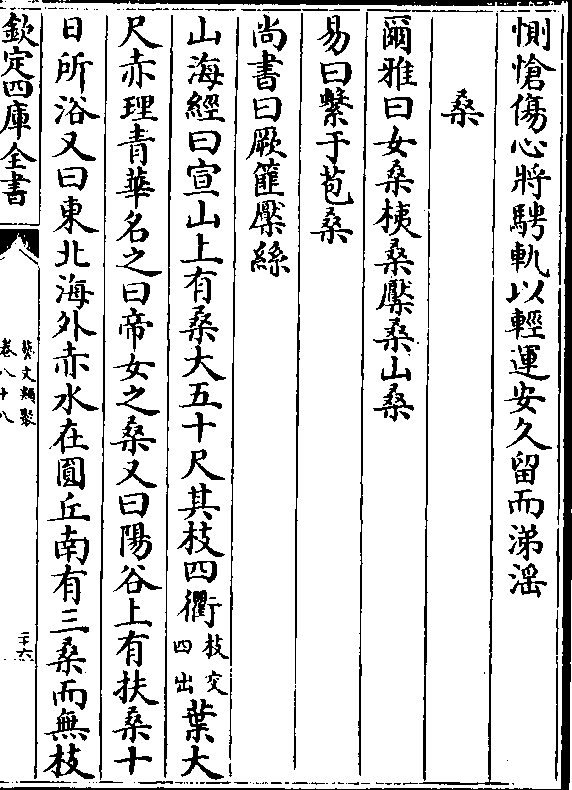 惻愴傷心將騁軌以輕運安久留而涕滛
桑
爾雅曰女桑桋桑檿桑山桑
易曰繫于苞桑
尚書曰厥篚檿絲
山海經曰宣山上有桑大五十尺其枝四衢枝交四出葉大
尺赤理青華名之曰帝女之桑又曰陽谷上有扶桑十
日所浴又曰東北海外赤水在圓丘南有三桑而無枝
欽定四庫全書
藝文類聚
卷八十八
二十六